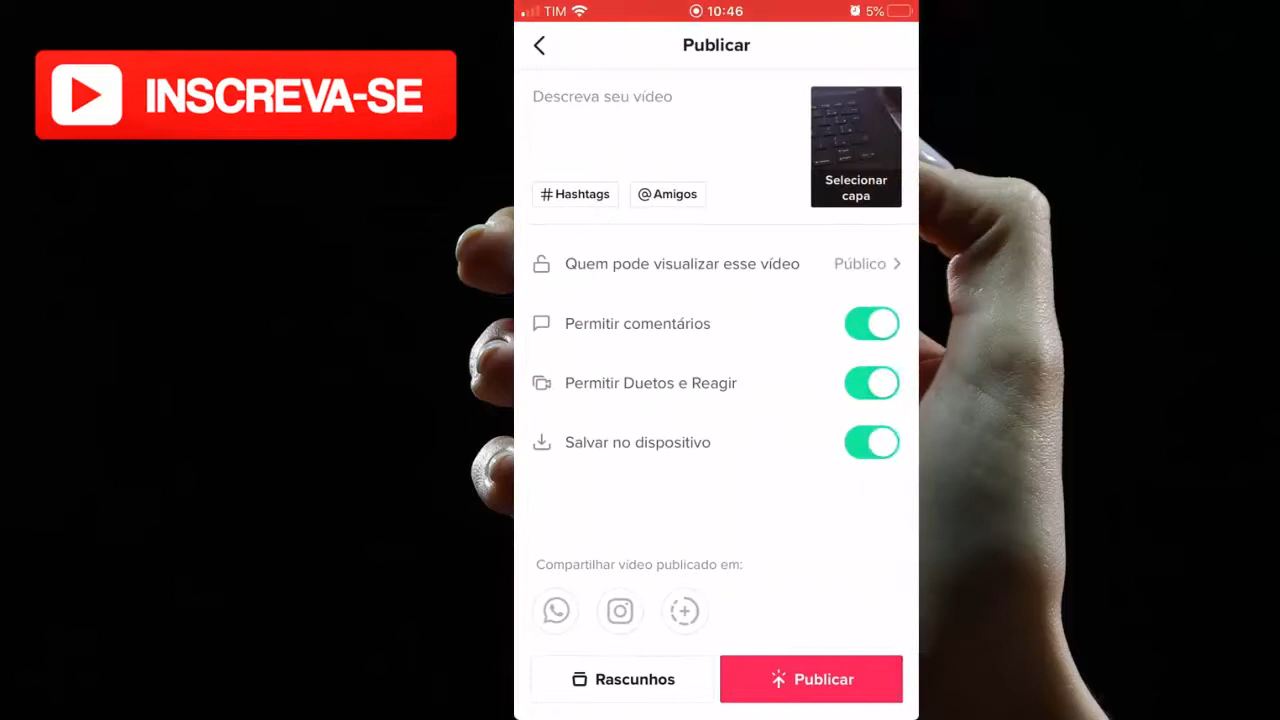 INSCREVA-SE
TIM 10:46 5%
Publicar
Descreva seu vídeo
Selecionar
capa
#Hashtags @Amigos
Quem pode visualizar esse vídeo Público
Permitir comentários
Permitir Duetos e Reagir
Salvar no dispositivo
Compartilhar vídeo publicado em:
Rascunhos Publicar